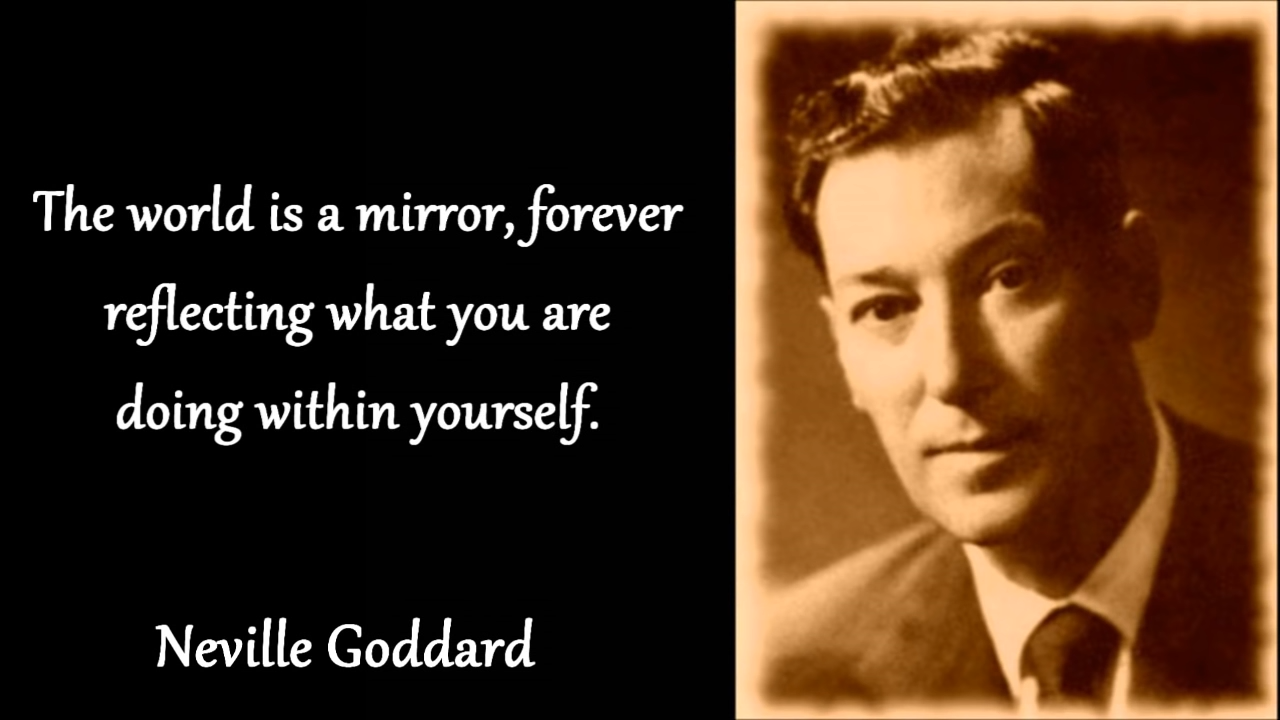 The world is a mirror, forever
reflecting what you are
doing within yourself.
Neville Goddard